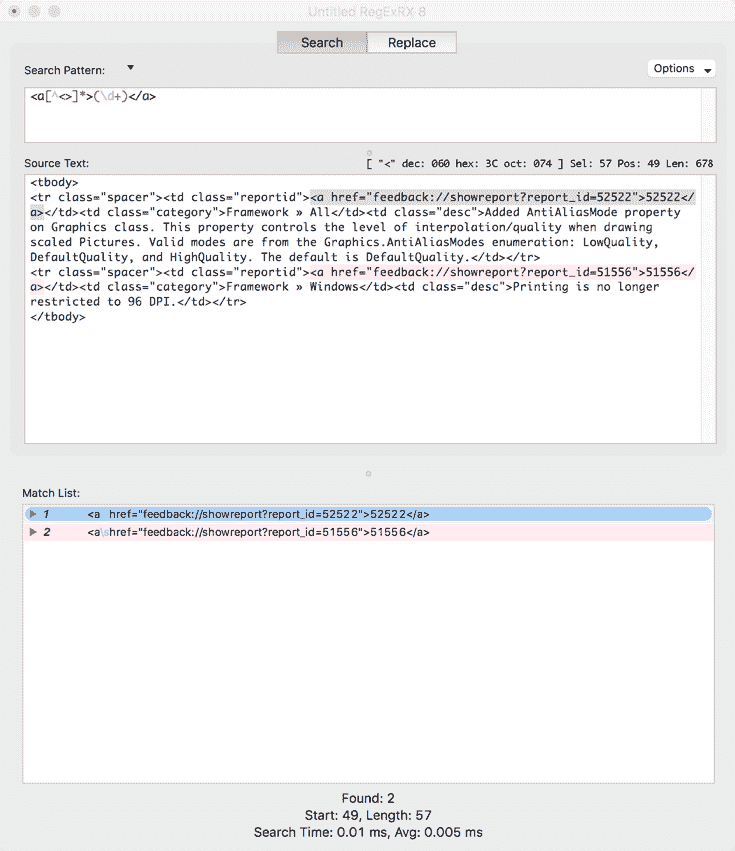 Untitled RegExRX 8
Search Replace
Search Pattern: Options
<a[^<>]*>(\d+)</a>
Source Text: [ "<" dec: 060 hex: 3C oct: 074 ] Sel: 57 Pos: 49 Len: 678
<tbody>
<tr class="spacer"><td class="reportid"><a href="feedback://showreport?report_id=52522">52522</
a></td><td class="category">Framework » All</td><td class="desc">Added AntiAliasMode property
on Graphics class. This property controls the level of interpolation/quality when drawing
scaled Pictures. Valid modes are from the Graphics.AntiAliasModes enumeration: LowQuality,
DefaultQuality, and HighQuality. The default is DefaultQuality.</td></tr>
<tr class="spacer"><td class="reportid"><a href="feedback://showreport?report_id=51556">51556</
a></td><td class="category">Framework » Windows</td><td class="desc">Printing is no longer
restricted to 96 DPI.</td></tr>
</tbody>
Match List:
1 <a href="feedback://showreport?report_id=52522">52522</a>
2 <a\shref="feedback://showreport?report_id=51556">51556</a>
Found: 2
Start: 49, Length: 57
Search Time: 0.01 ms, Avg: 0.005 ms